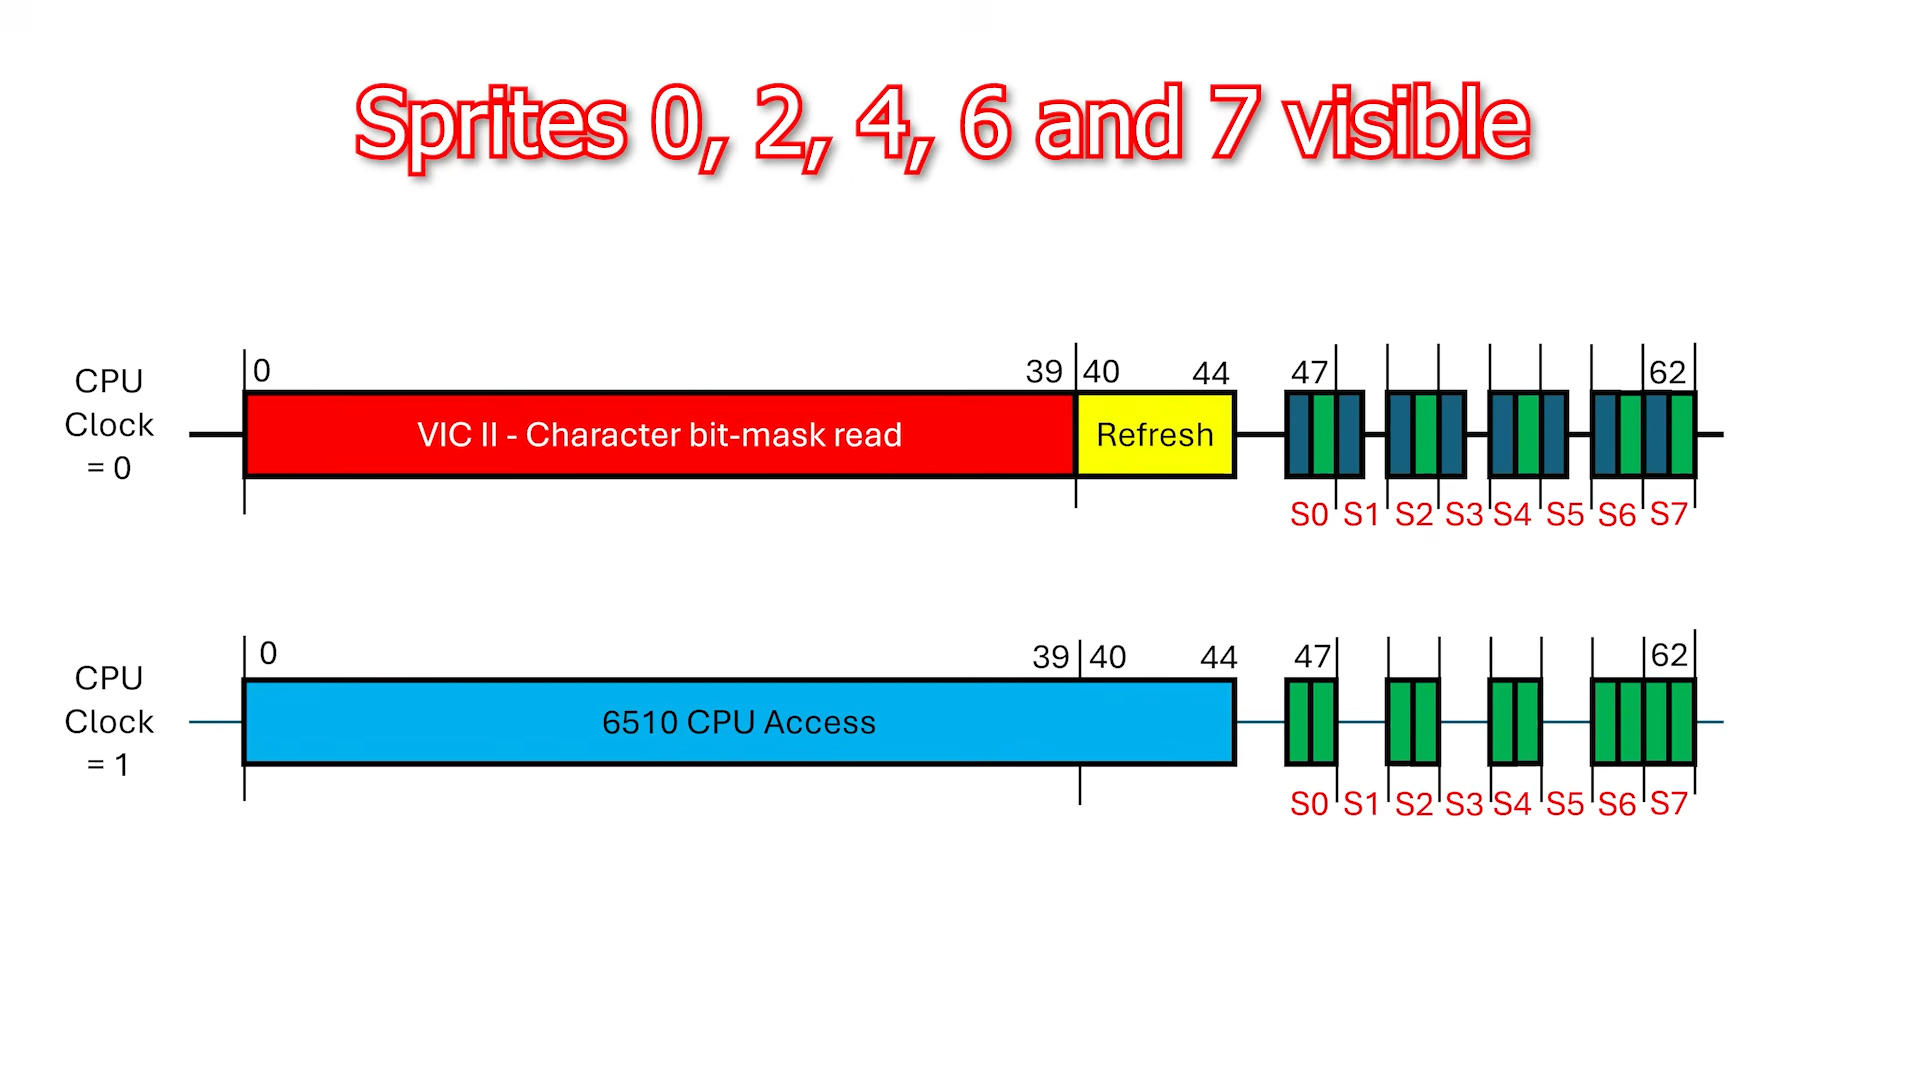 Sprites 0, 2, 4, 6 and 7 visible
CPU
Clock
= 0
0
39
40
44
47
62
VIC II - Character bit-mask read
Refresh
S0 S1 S2 S3 S4 S5 S6 S7
CPU
Clock
= 1
0
39
40
44
47
62
6510 CPU Access
S0 S1 S2 S3 S4 S5 S6 S7